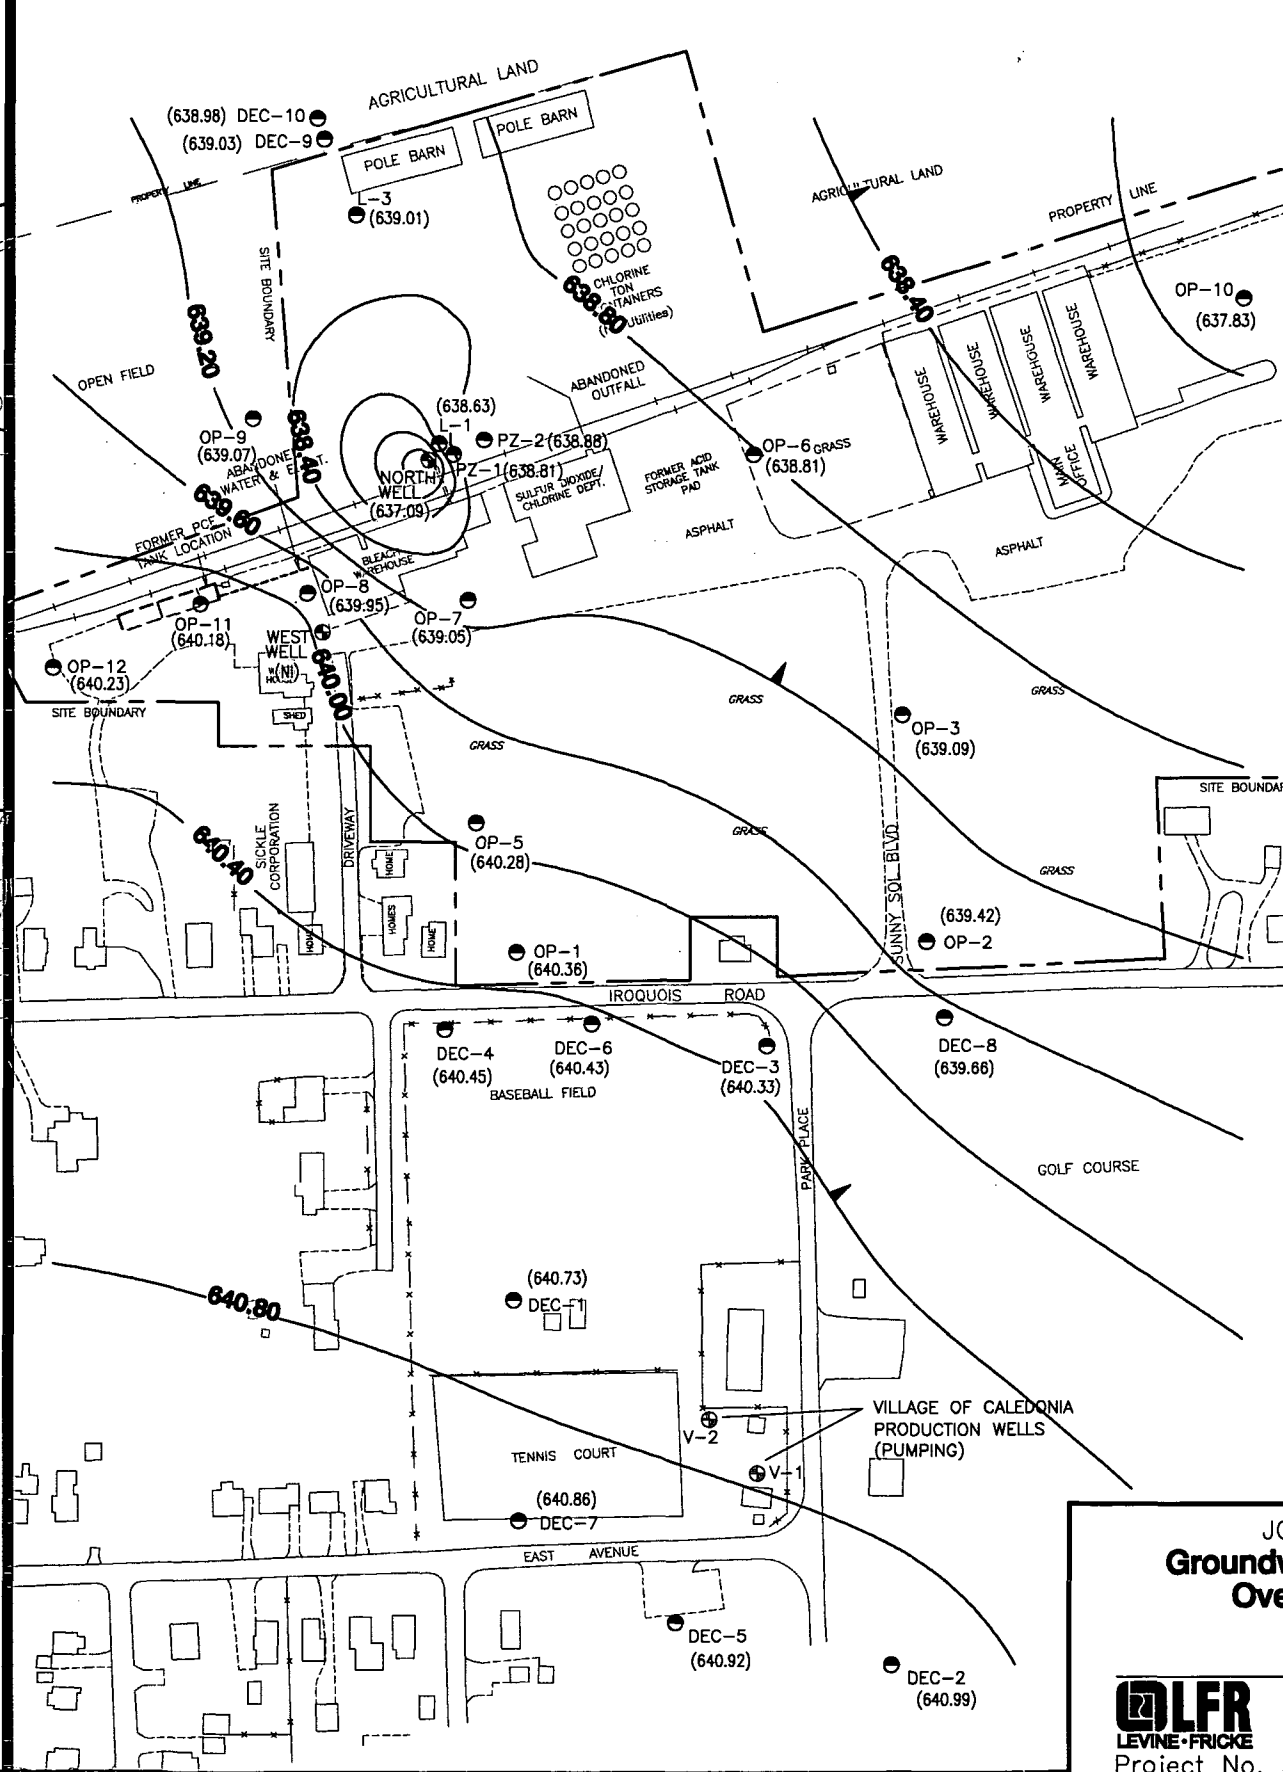 AGRICULTURAL LAND
(638.98) DEC-10
(639.03) DEC-9
POLE BARN
POLE BARN
PROPERTY LINE
L-3
(639.01)
AGRICULTURAL LAND
PROPERTY LINE
SITE BOUNDARY
CHLORINE
TON
638.80
638.40
OP-10
(637.83)
639.20
OPEN FIELD
ABANDONED
OUTFALL
WAREHOUSE
WAREHOUSE
WAREHOUSE
WAREHOUSE
(638.63)
L-1
638.40
OP-9
(639.07)
PZ-2(638.88)
PZ-1(638.81)
OP-6 GRASS
(638.81)
NORTH
WELL
(637.09)
SULFUR DIOXIDE/
CHLORINE DEPT.
FORMER ACID
STORAGE TANK
PAD
MAIN
OFFICE
639.60
FORMER PCE
TANK LOCATION
ASPHALT
ASPHALT
BLEACH
WAREHOUSE
OP-8
(639.95)
OP-11
(640.18)
OP-7
(639.05)
WEST
WELL
(NI)
OP-12
(640.23)
640.00
SITE BOUNDARY
SHED
GRASS
GRASS
GRASS
OP-3
(639.09)
SITE BOUNDAR
640.40
SICKLE
CORPORATION
DRIVEWAY
OP-5
(640.28)
GRASS
GRASS
HOME
HOMES
HOME
HOME
SUNNY SOL BLVD
(639.42)
OP-2
OP-1
(640.36)
IROQUOIS ROAD
DEC-4
(640.45)
DEC-6
(640.43)
DEC-3
(640.33)
DEC-8
(639.66)
BASEBALL FIELD
PARK PLACE
GOLF COURSE
(640.73)
DEC-1
640.80
VILLAGE OF CALEDONIA
PRODUCTION WELLS
(PUMPING)
V-2
V-1
TENNIS COURT
(640.86)
DEC-7
EAST AVENUE
DEC-5
(640.92)
DEC-2
(640.99)
JO
Groundw
Ove
LFR
LEVINE·FRICKE
Project No.